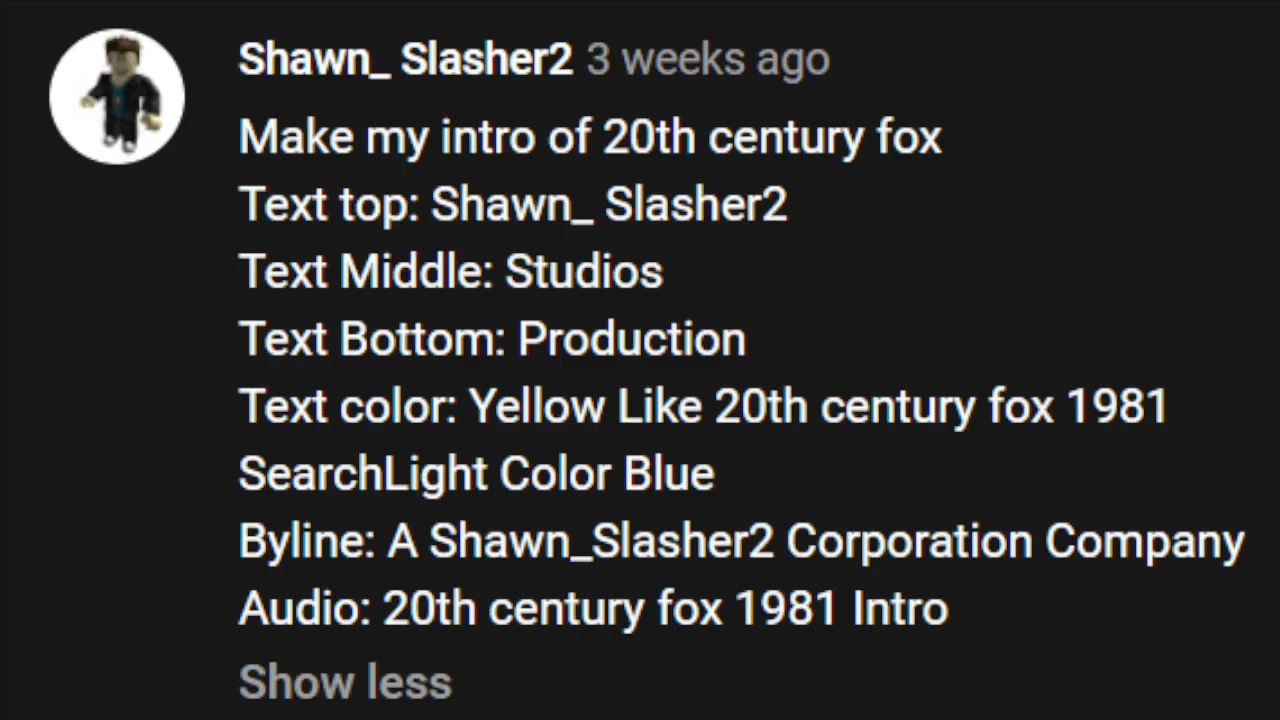 Shawn_ Slasher2 3 weeks ago
Make my intro of 20th century fox
Text top: Shawn_ Slasher2
Text Middle: Studios
Text Bottom: Production
Text color: Yellow Like 20th century fox 1981
SearchLight Color Blue
Byline: A Shawn_Slasher2 Corporation Company
Audio: 20th century fox 1981 Intro
Show less